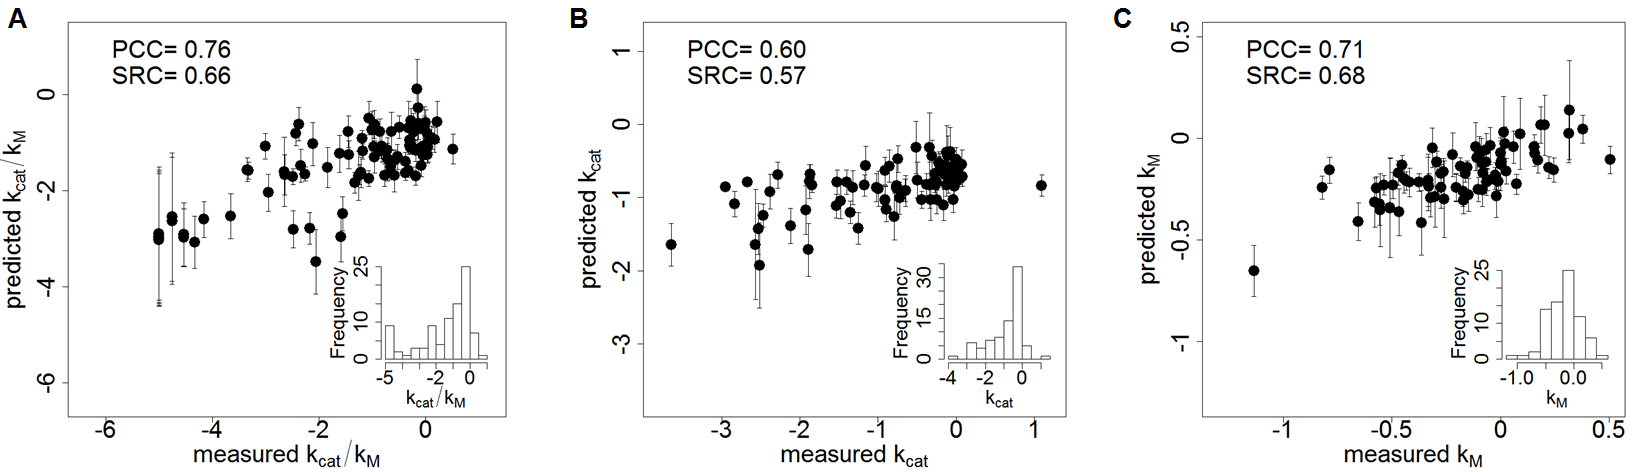 A
PCC= 0.76
SRC= 0.66
predicted kcat/kM
0
-2
-4
-6
-6
-4
-2
0
measured kcat/kM
Frequency
25
10
0
-5
-2
0
kcat/kM
B
PCC= 0.60
SRC= 0.57
predicted kcat
1
0
-1
-2
-3
-3
-2
-1
0
1
measured kcat
Frequency
30
15
0
-4
-2
0
kcat
C
PCC= 0.71
SRC= 0.68
predicted kM
0.5
0
-0.5
-1
-1
-0.5
0
0.5
measured kM
Frequency
25
10
0
-1.0
0.0
kM